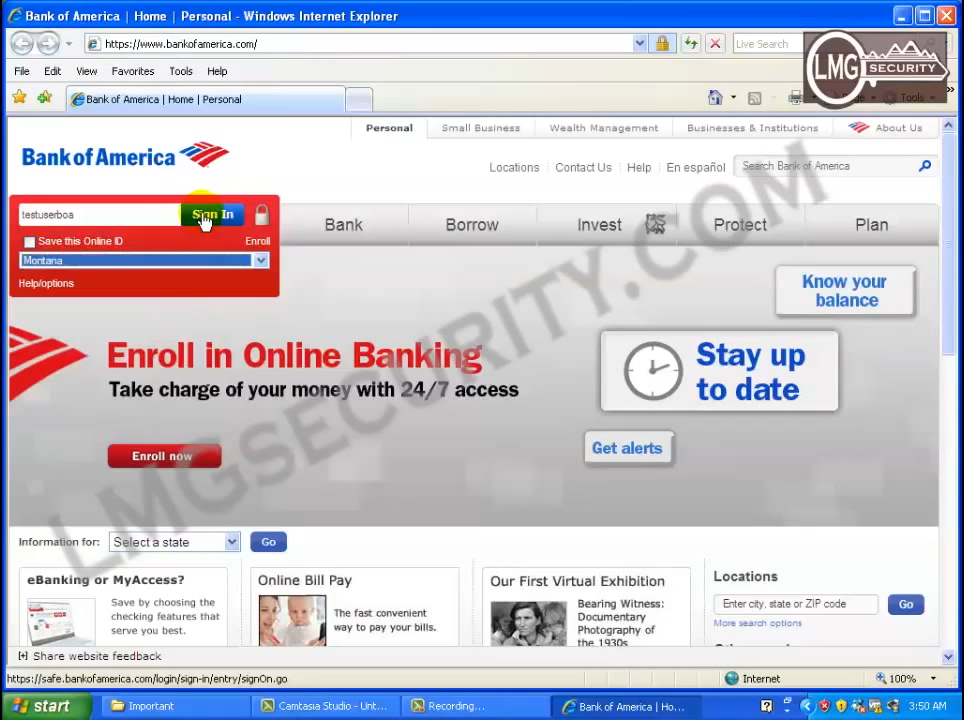 Bank of America | Home | Personal - Windows Internet Explorer
https://www.bankofamerica.com/
Live Search
LMG SECURITY
File Edit View Favorites Tools Help
Bank of America | Home | Personal
Page Tools
Personal Small Business Wealth Management Businesses & Institutions About Us
Bank of America
Locations Contact Us Help En español Search Bank of America
testuserboa Sign In
Save this Online ID Enroll
Montana
Help/options
Bank Borrow Invest Protect Plan
Know your
balance
Enroll in Online Banking
Take charge of your money with 24/7 access
Stay up
to date
Enroll now
Get alerts
LMGSECURITY.COM
Information for: Select a state Go
eBanking or MyAccess?
Save by choosing the
checking features that
serve you best.
Online Bill Pay
The fast convenient
way to pay your bills.
Our First Virtual Exhibition
Bearing Witness:
Documentary
Photography of
the 1930s
Locations
Enter city, state or ZIP code Go
More search options
[+] Share website feedback
https://safe.bankofamerica.com/login/sign-in/entry/signOn.go Internet 100%
start Important Camtasia Studio - Unt... Recording... Bank of America | Ho... 3:50 AM